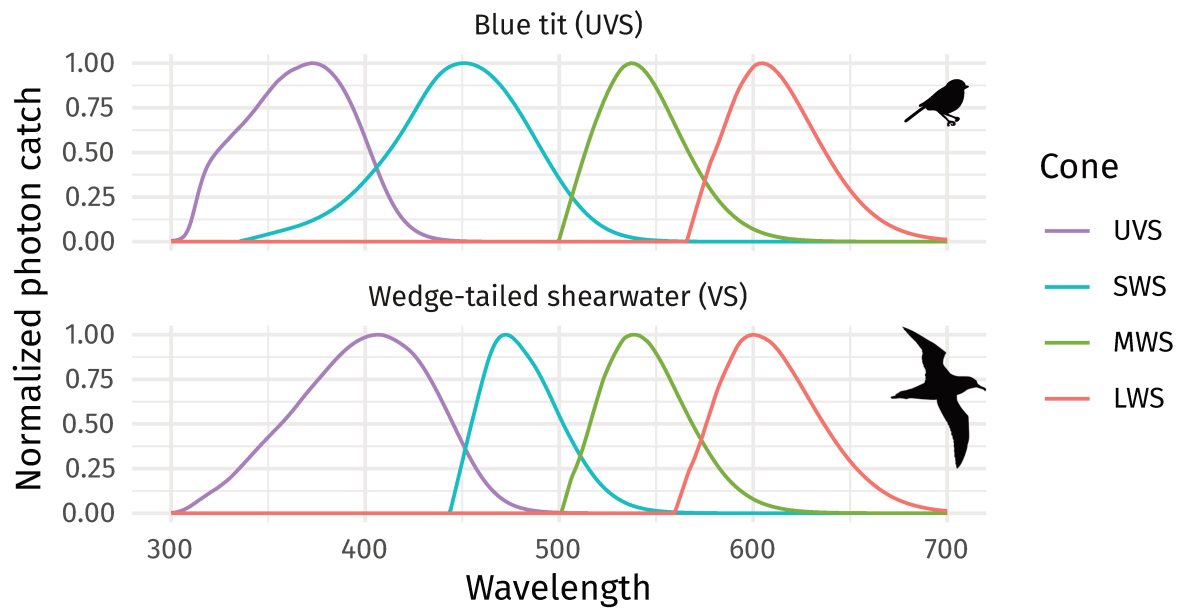 Blue tit (UVS)
1.00
0.75
0.50
0.25
0.00
Wedge-tailed shearwater (VS)
1.00
0.75
0.50
0.25
0.00
300 400 500 600 700
Wavelength
Normalized photon catch
Cone
UVS
SWS
MWS
LWS